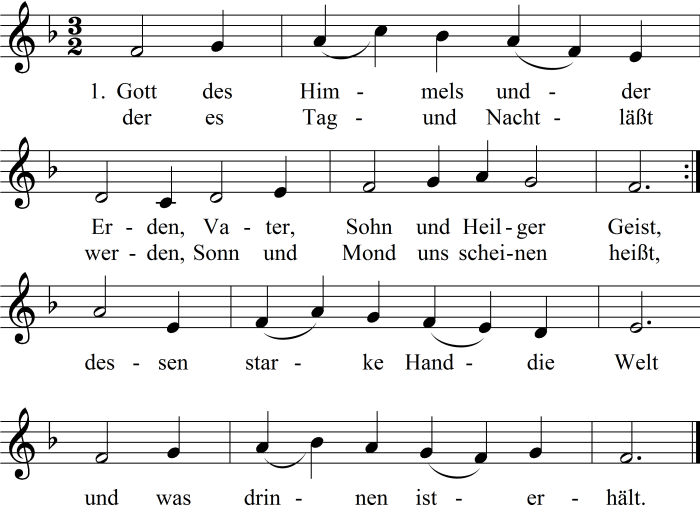 3
2
1. Gott des Him - mels und - der
der es Tag - und Nacht - läßt
Er - den, Va - ter, Sohn und Heil - ger Geist,
wer - den, Sonn und Mond uns schei - nen heißt,
des - sen star - ke Hand - die Welt
und was drin - nen ist - er - hält.